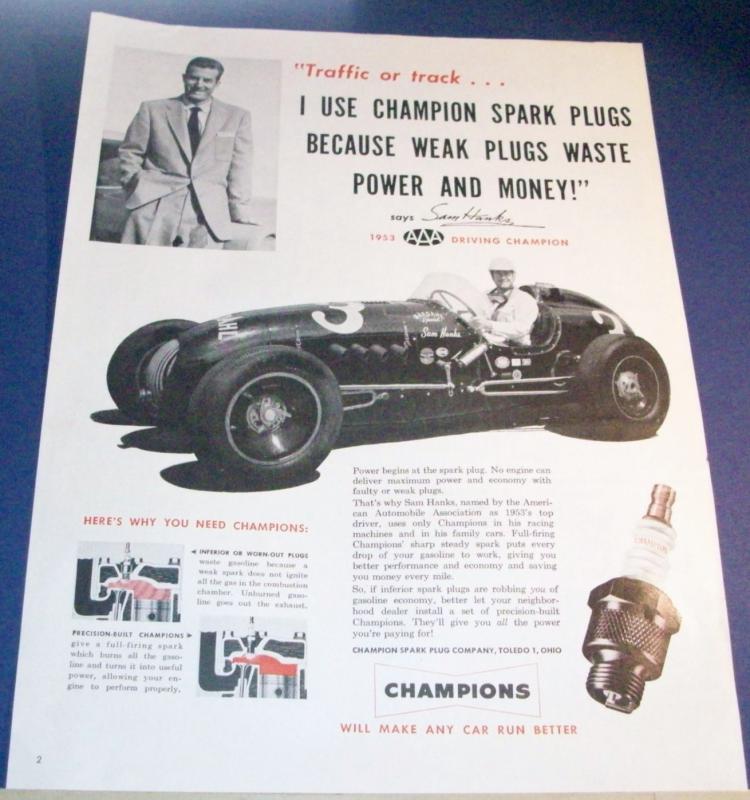 "Traffic or track . . .
I USE CHAMPION SPARK PLUGS
BECAUSE WEAK PLUGS WASTE
POWER AND MONEY!"
says Sam Hanks,
1953 AAA DRIVING CHAMPION
3
Sam Hanks
2
Power begins at the spark plug. No engine can
deliver maximum power and economy with
faulty or weak plugs.
That's why Sam Hanks, named by the Ameri-
can Automobile Association as 1953's top
driver, uses only Champions in his racing
machines and in his family cars. Full-firing
Champions' sharp steady spark puts every
drop of your gasoline to work, giving you
better performance and economy and saving
you money every mile.
So, if inferior spark plugs are robbing you of
gasoline economy, better let your neighbor-
hood dealer install a set of precision-built
Champions. They'll give you all the power
you're paying for!
CHAMPION SPARK PLUG COMPANY, TOLEDO 1, OHIO
HERE'S WHY YOU NEED CHAMPIONS:
◄ INFERIOR OR WORN-OUT PLUGS
waste gasoline because a
weak spark does not ignite
all the gas in the combustion
chamber. Unburned gaso-
line goes out the exhaust.
PRECISION-BUILT CHAMPIONS ►
give a full-firing spark
which burns all the gaso-
line and turns it into useful
power, allowing your en-
gine to perform properly.
CHAMPION
CHAMPIONS
WILL MAKE ANY CAR RUN BETTER
2